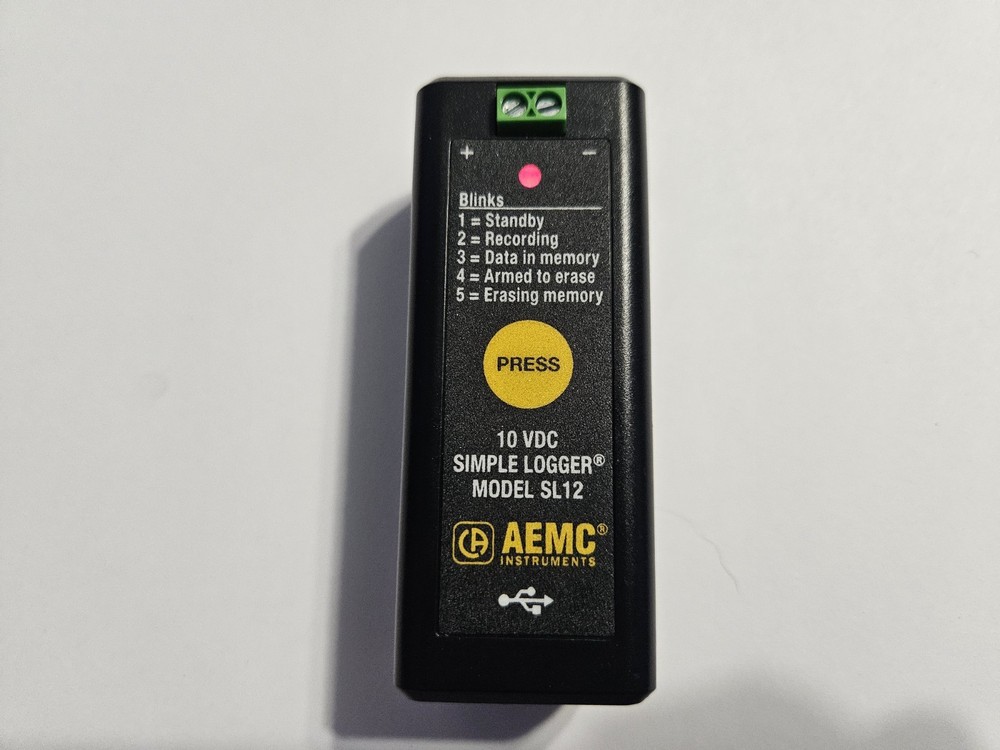 + −
Blinks
1 = Standby
2 = Recording
3 = Data in memory
4 = Armed to erase
5 = Erasing memory
PRESS
10 VDC
SIMPLE LOGGER®
MODEL SL12
CA AEMC®
INSTRUMENTS